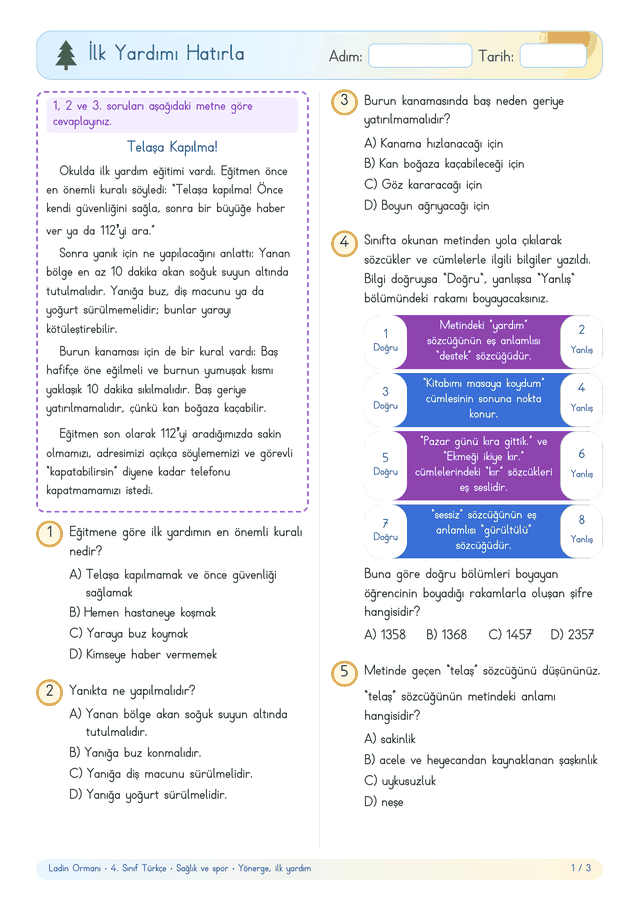 İlk Yardımı Hatırla
Adım:
Tarih:
1, 2 ve 3. soruları aşağıdaki metne göre
cevaplayınız.
Telaşa Kapılma!
Okulda ilk yardım eğitimi vardı. Eğitmen önce
en önemli kuralı söyledi: "Telaşa kapılma! Önce
kendi güvenliğini sağla, sonra bir büyüğe haber
ver ya da 112'yi ara."
Sonra yanık için ne yapılacağını anlattı: Yanan
bölge en az 10 dakika akan soğuk suyun altında
tutulmalıdır. Yanığa buz, diş macunu ya da
yoğurt sürülmemelidir; bunlar yarayı
kötüleştirebilir.
Burun kanaması için de bir kural vardı: Baş
hafifçe öne eğilmeli ve burnun yumuşak kısmı
yaklaşık 10 dakika sıkılmalıdır. Baş geriye
yatırılmamalıdır, çünkü kan boğaza kaçabilir.
Eğitmen son olarak 112'yi aradığımızda sakin
olmamızı, adresimizi açıkça söylememizi ve görevli
"kapatabilirsin" diyene kadar telefonu
kapatmamamızı istedi.
1
Eğitmene göre ilk yardımın en önemli kuralı
nedir?
A) Telaşa kapılmamak ve önce güvenliği
sağlamak
B) Hemen hastaneye koşmak
C) Yaraya buz koymak
D) Kimseye haber vermemek
2
Yanıkta ne yapılmalıdır?
A) Yanan bölge akan soğuk suyun altında
tutulmalıdır.
B) Yanığa buz konmalıdır.
C) Yanığa diş macunu sürülmelidir.
D) Yanığa yoğurt sürülmelidir.
3
Burun kanamasında baş neden geriye
yatırılmamalıdır?
A) Kanama hızlanacağı için
B) Kan boğaza kaçabileceği için
C) Göz kararacağı için
D) Boyun ağrıyacağı için
4
Sınıfta okunan metinden yola çıkılarak
sözcükler ve cümlelerle ilgili bilgiler yazıldı.
Bilgi doğruysa "Doğru", yanlışsa "Yanlış"
bölümündeki rakamı boyayacaksınız.
1
Doğru
Metindeki "yardım"
sözcüğünün eş anlamlısı
"destek" sözcüğüdür.
2
Yanlış
3
Doğru
"Kitabımı masaya koydum"
cümlesinin sonuna nokta
konur.
4
Yanlış
5
Doğru
"Pazar günü kıra gittik." ve
"Ekmeği ikiye kır."
cümlelerindeki "kır" sözcükleri
eş seslidir.
6
Yanlış
7
Doğru
"sessiz" sözcüğünün eş
anlamlısı "gürültülü"
sözcüğüdür.
8
Yanlış
Buna göre doğru bölümleri boyayan
öğrencinin boyadığı rakamlarla oluşan şifre
hangisidir?
A) 1358 B) 1368 C) 1457 D) 2357
5
Metinde geçen "telaş" sözcüğünü düşününüz.
"telaş" sözcüğünün metindeki anlamı
hangisidir?
A) sakinlik
B) acele ve heyecandan kaynaklanan şaşkınlık
C) uykusuzluk
D) neşe
Ladin Ormanı • 4. Sınıf Türkçe • Sağlık ve spor • Yönerge, ilk yardım
1 / 3